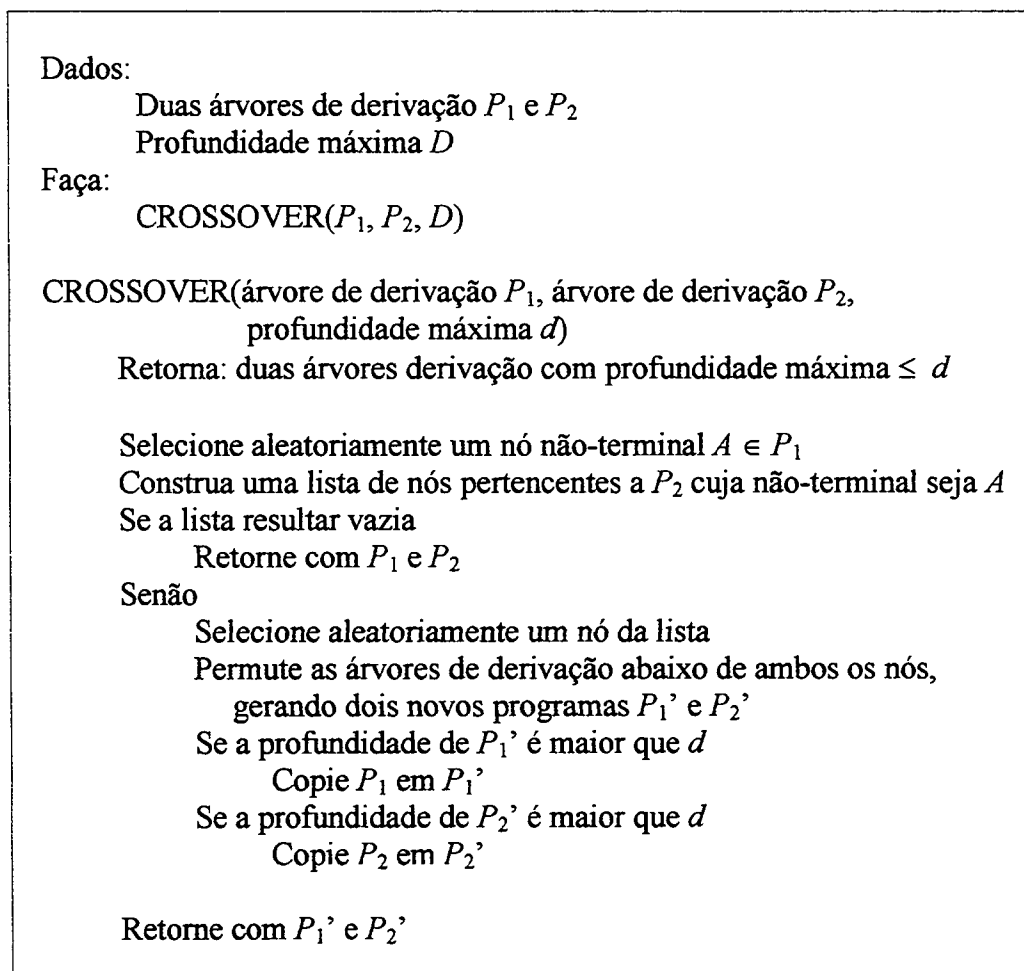 Dados:
Duas árvores de derivação P1 e P2
Profundidade máxima D
Faça:
CROSSOVER(P1, P2, D)
CROSSOVER(árvore de derivação P1, árvore de derivação P2,
profundidade máxima d)
Retorna: duas árvores derivação com profundidade máxima ≤ d
Selecione aleatoriamente um nó não-terminal A ∈ P1
Construa uma lista de nós pertencentes a P2 cuja não-terminal seja A
Se a lista resultar vazia
Retorne com P1 e P2
Senão
Selecione aleatoriamente um nó da lista
Permute as árvores de derivação abaixo de ambos os nós,
gerando dois novos programas P1’ e P2’
Se a profundidade de P1’ é maior que d
Copie P1 em P1’
Se a profundidade de P2’ é maior que d
Copie P2 em P2’
Retorne com P1’ e P2’